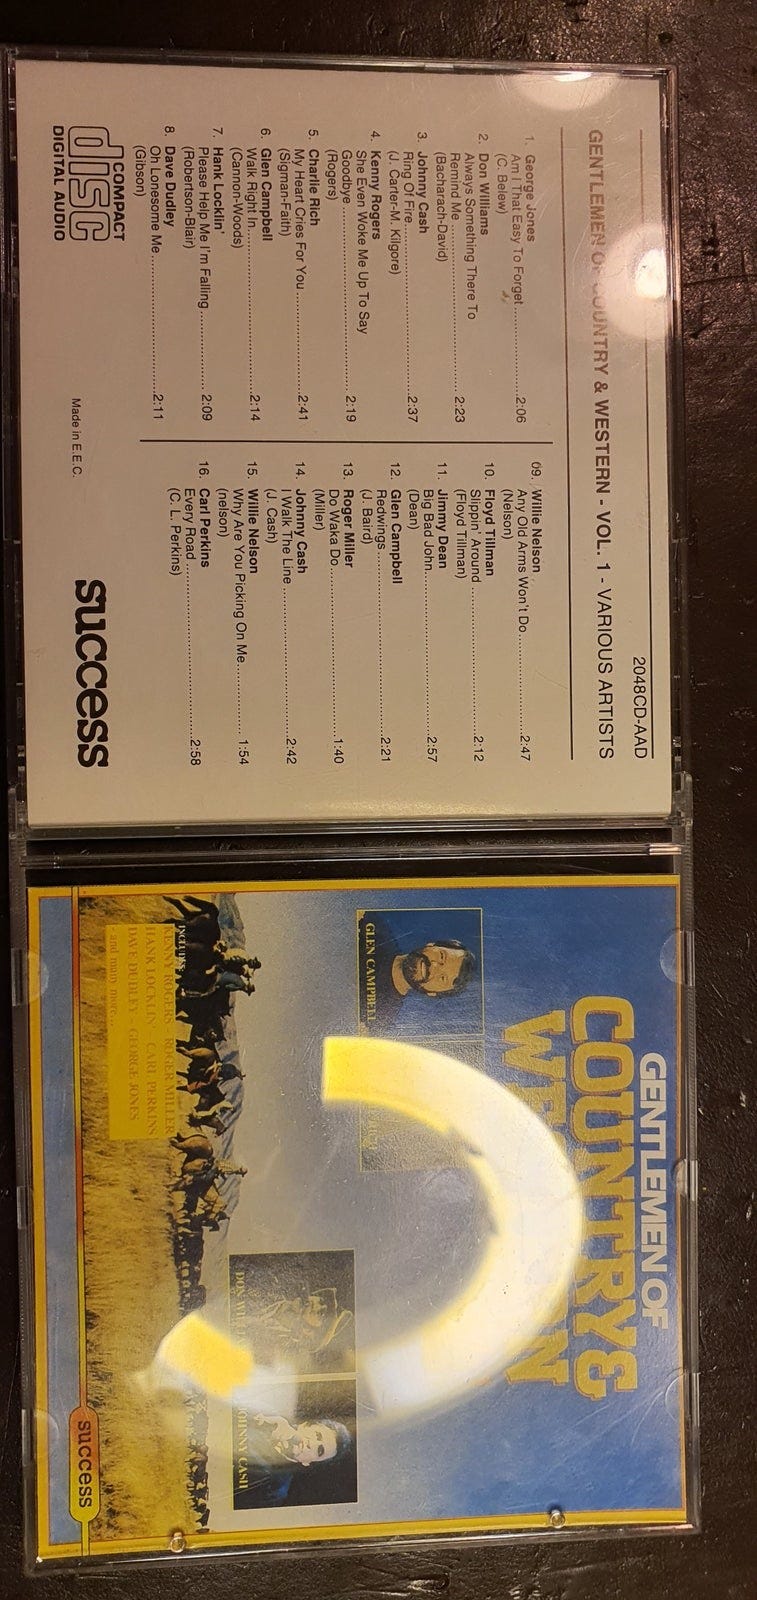 2048CD-AAD
GENTLEMEN OF COUNTRY & WESTERN - VOL. 1 - VARIOUS ARTISTS
1. George Jones
Am I That Easy To Forget ............2:06
(C. Belew)
2. Don Williams
Always Something There To
Remind Me ............2:23
(Bacharach-David)
3. Johnny Cash
Ring Of Fire ............2:37
(J. Carter-M. Kilgore)
4. Kenny Rogers
She Even Woke Me Up To Say
Goodbye ............2:19
(Rogers)
5. Charlie Rich
My Heart Cries For You ............2:41
(Sigman-Faith)
6. Glen Campbell
Walk Right In ............2:14
(Cannon-Woods)
7. Hank Locklin'
Please Help Me I'm Falling ............2:09
(Robertson-Blair)
8. Dave Dudley
Oh Lonesome Me ............2:11
(Gibson)
09. Willie Nelson
Any Old Arms Won't Do ............2:47
(Nelson)
10. Floyd Tillman
Slippin' Around ............2:12
(Floyd Tillman)
11. Jimmy Dean
Big Bad John ............2:57
(Dean)
12. Glen Campbell
Redwings ............2:21
(J. Baird)
13. Roger Miller
Do Waka Do ............1:40
(Miller)
14. Johnny Cash
I Walk The Line ............2:42
(J. Cash)
15. Willie Nelson
Why Are You Picking On Me ............1:54
(nelson)
16. Carl Perkins
Every Road ............2:58
(C. L. Perkins)
COMPACT
disc
DIGITAL AUDIO
Made in E.E.C.
success
GENTLEMEN OF
COUNTRY &
GLEN CAMPBELL
DON
JOHNNY CASH
INCLUDES
KENNY ROGERS - ROGER MILLER
HANK LOCKLIN - CARL PERKINS
DAVE DUDLEY - GEORGE JONES
and many more...
success